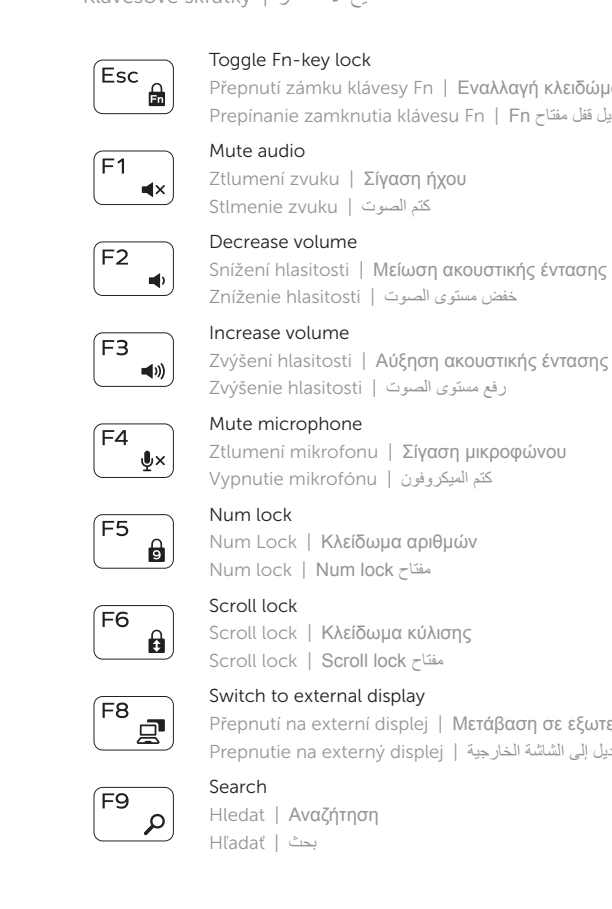 Klávesové skratky |
Esc
Fn
Toggle Fn-key lock
Přepnutí zámku klávesy Fn | Εναλλαγή
Prepínanie zamknutia klávesu Fn | قفل مفتاح Fn
F1
Mute audio
Ztlumení zvuku | Σίγαση ήχου
Stlmenie zvuku | كتم الصوت
F2
Decrease volume
Snížení hlasitosti | Μείωση ακουστικής έντασης
Zníženie hlasitosti | خفض مستوى الصوت
F3
Increase volume
Zvýšení hlasitosti | Αύξηση ακουστικής έντασης
Zvýšenie hlasitosti | رفع مستوى الصوت
F4
Mute microphone
Ztlumení mikrofonu | Σίγαση μικροφώνου
Vypnutie mikrofónu | كتم الميكروفون
F5
9
Num lock
Num Lock | Κλείδωμα αριθμών
Num lock | مفتاح Num lock
F6
Scroll lock
Scroll lock | Κλείδωμα κύλισης
Scroll lock | مفتاح Scroll lock
F8
Switch to external display
Přepnutí na externí displej | Μετάβαση σε
Prepnutie na externý displej | إلى الشاشة الخارجية
F9
Search
Hledat | Αναζήτηση
Hľadať | بحث